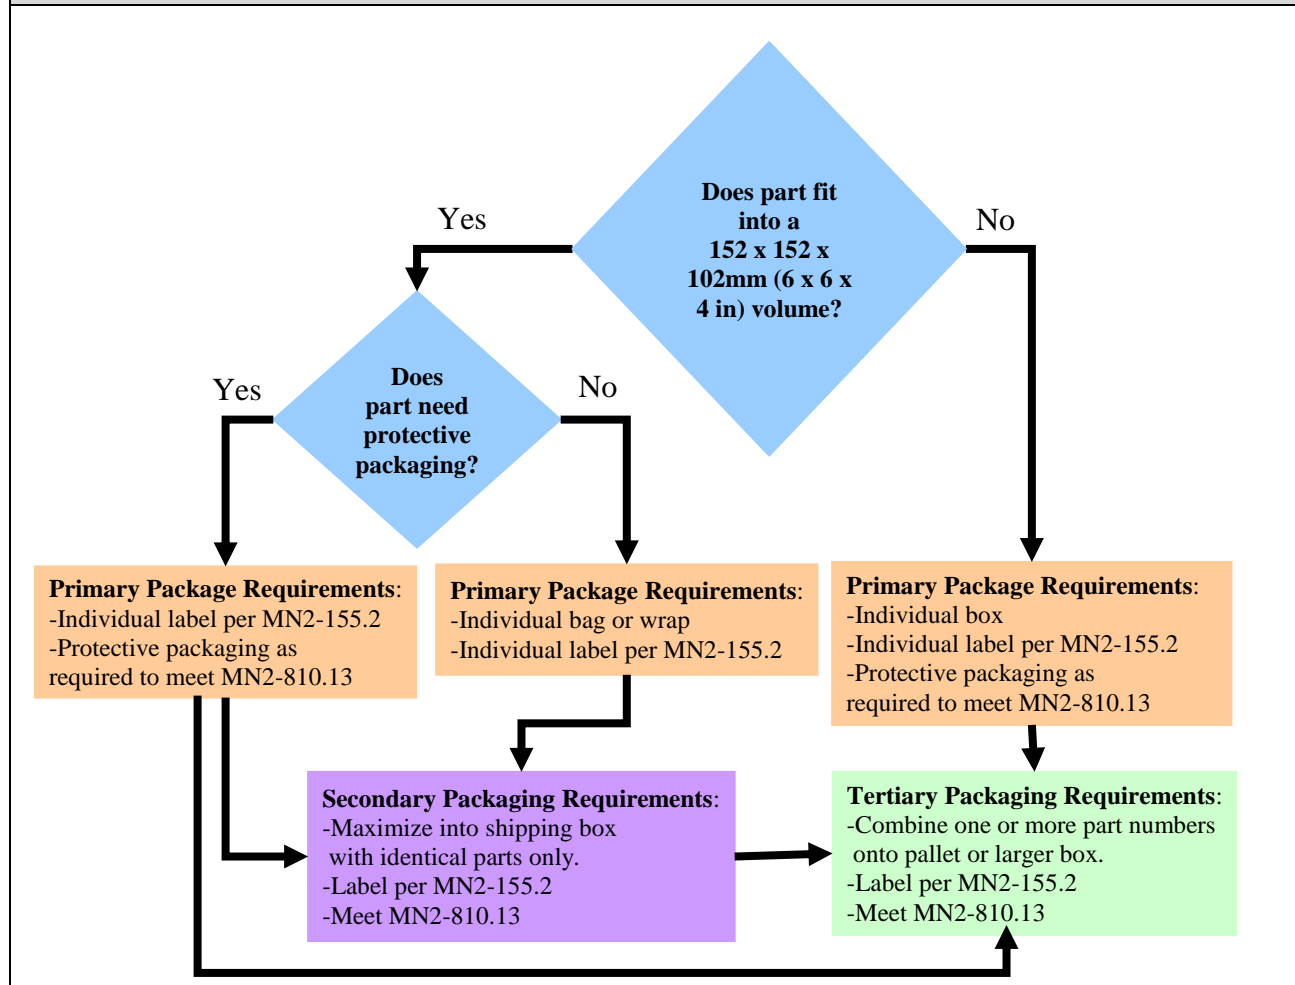 Does part fit
into a
152 x 152 x
102mm (6 x 6 x
4 in) volume?
Yes
No
Does
part need
protective
packaging?
Yes
No
Primary Package Requirements:
-Individual label per MN2-155.2
-Protective packaging as
required to meet MN2-810.13
Primary Package Requirements:
-Individual bag or wrap
-Individual label per MN2-155.2
Primary Package Requirements:
-Individual box
-Individual label per MN2-155.2
-Protective packaging as
required to meet MN2-810.13
Secondary Packaging Requirements:
-Maximize into shipping box
with identical parts only.
-Label per MN2-155.2
-Meet MN2-810.13
Tertiary Packaging Requirements:
-Combine one or more part numbers
onto pallet or larger box.
-Label per MN2-155.2
-Meet MN2-810.13